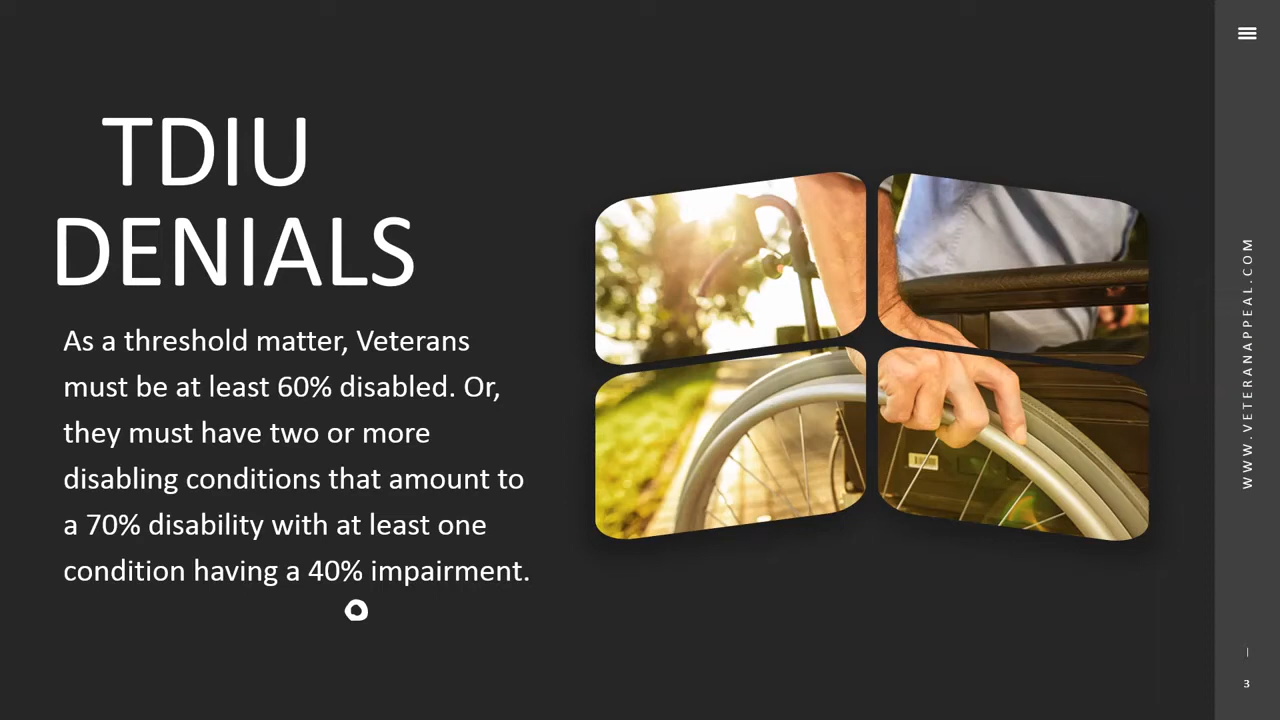 TDIU
DENIALS
As a threshold matter, Veterans
must be at least 60% disabled. Or,
they must have two or more
disabling conditions that amount to
a 70% disability with at least one
condition having a 40% impairment.
WWW.VETERANAPPEAL.COM
|
3